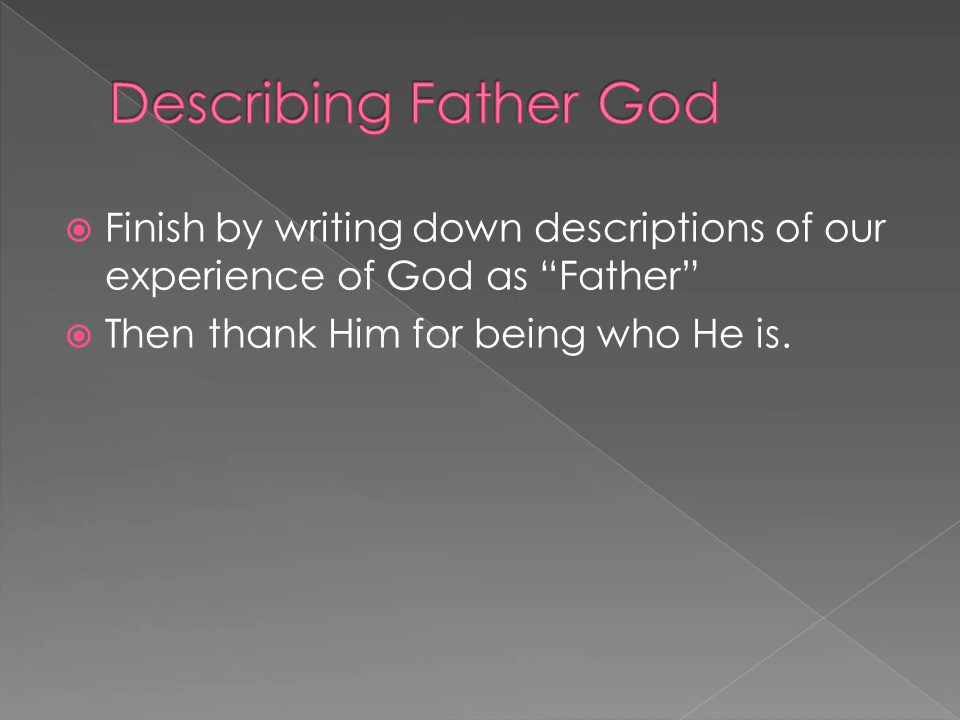 Describing Father God
Finish by writing down descriptions of our
experience of God as “Father”
Then thank Him for being who He is.